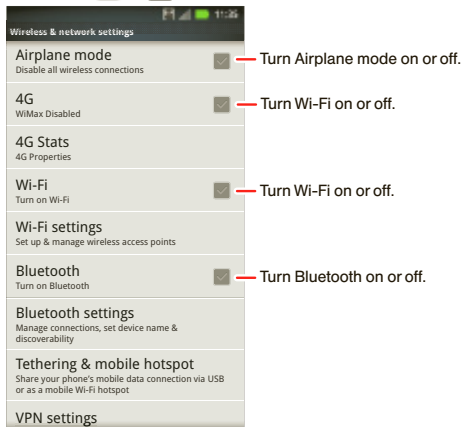 11:35
Wireless & network settings
Airplane mode
Disable all wireless connections
Turn Airplane mode on or off.
4G
WiMax Disabled
Turn Wi-Fi on or off.
4G Stats
4G Properties
Wi-Fi
Turn on Wi-Fi
Turn Wi-Fi on or off.
Wi-Fi settings
Set up & manage wireless access points
Bluetooth
Turn on Bluetooth
Turn Bluetooth on or off.
Bluetooth settings
Manage connections, set device name &
discoverability
Tethering & mobile hotspot
Share your phone's mobile data connection via USB
or as a mobile Wi-Fi hotspot
VPN settings